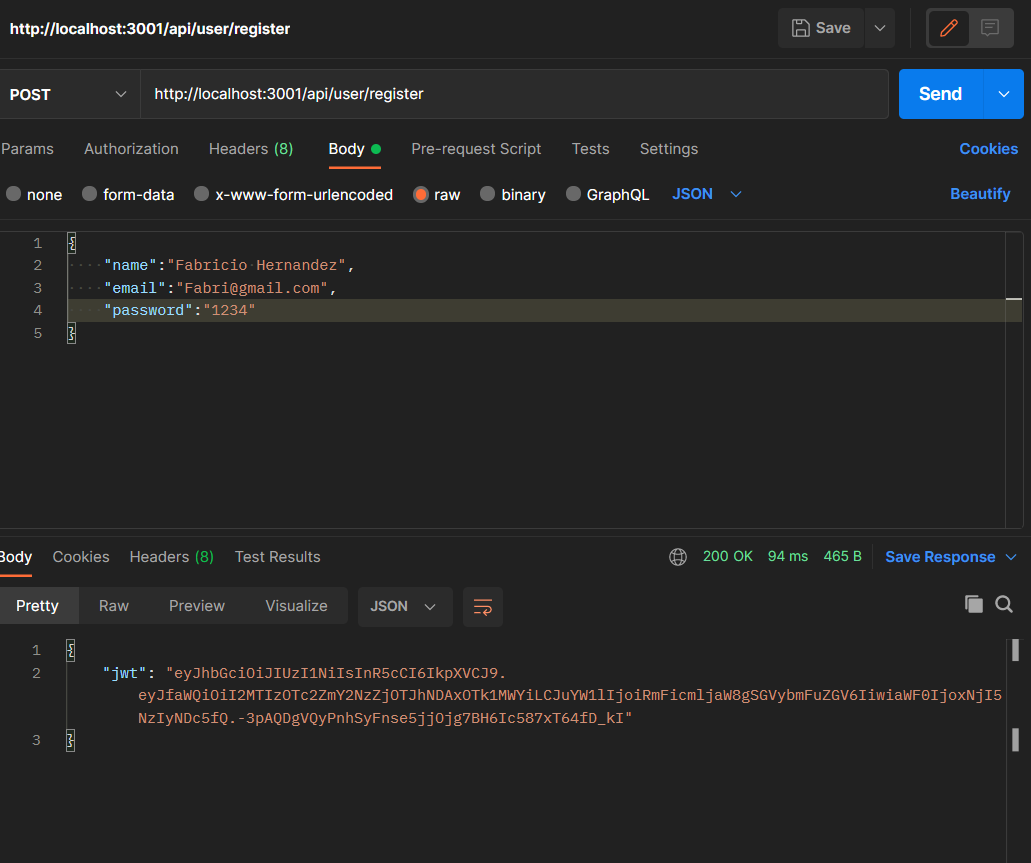 http://localhost:3001/api/user/register Save
POST http://localhost:3001/api/user/register Send
Params Authorization Headers (8) Body Pre-request Script Tests Settings Cookies
none form-data x-www-form-urlencoded raw binary GraphQL JSON Beautify
1 {
2 "name":"Fabricio Hernandez",
3 "email":"Fabri@gmail.com",
4 "password":"1234"
5 }
Body Cookies Headers (8) Test Results 200 OK 94 ms 465 B Save Response
Pretty Raw Preview Visualize JSON
1 {
2 "jwt": "eyJhbGciOiJIUzI1NiIsInR5cCI6IkpXVCJ9.
eyJfaWQiOiI2MTIzOTc2ZmY2NzZjOTJhNDAxOTk1MWYiLCJuYW1lIjoiRmFicmljaW8gSGVybmFuZGV6IiwiaWF0IjoxNjI5
NzIyNDc5fQ.-3pAQDgVQyPnhSyFnse5jjOjg7BH6Ic587xT64fD_kI"
3 }